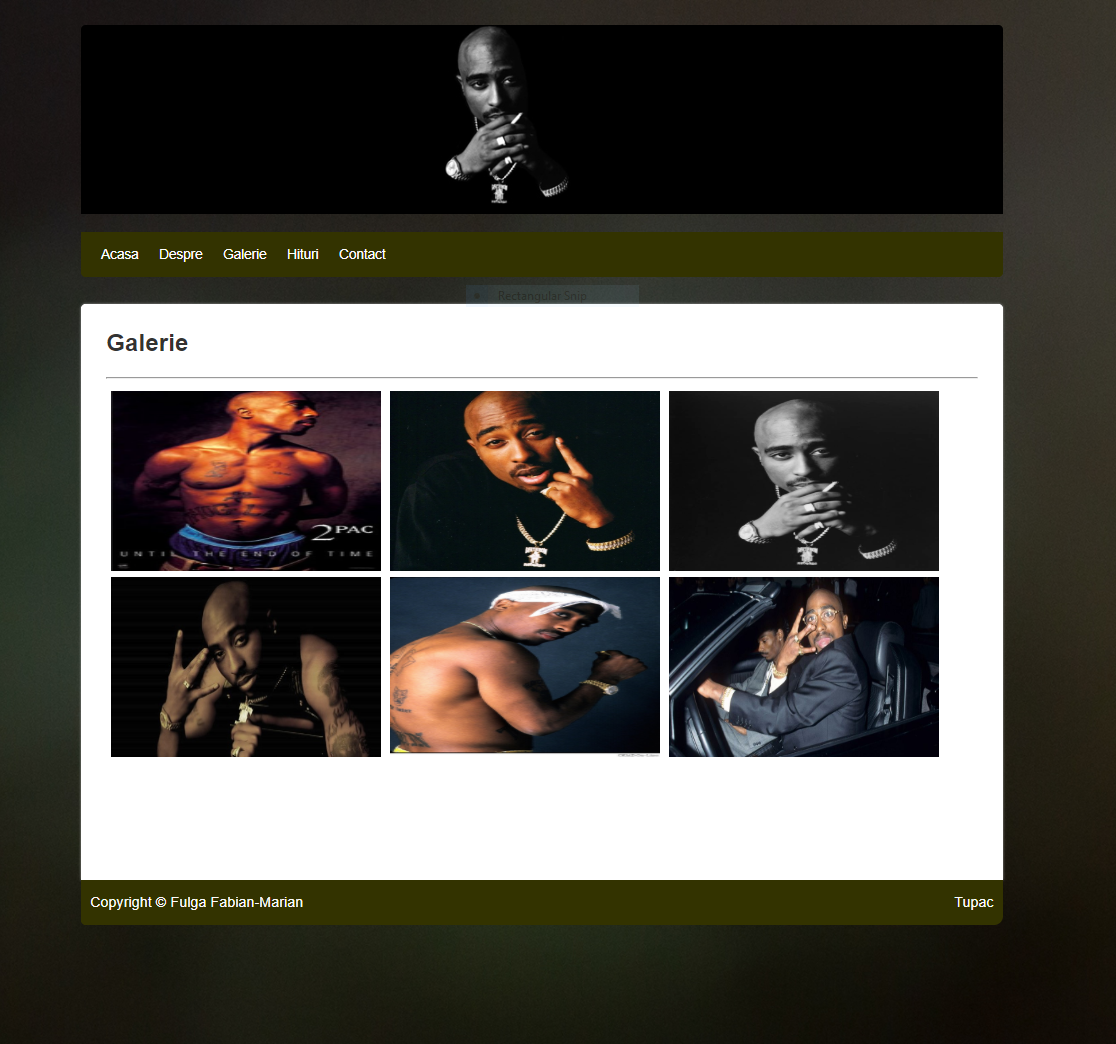 Acasa Despre Galerie Hituri Contact
Rectangular Snip
Galerie
2PAC
UNTIL THE END OF TIME
Copyright © Fulga Fabian-Marian Tupac